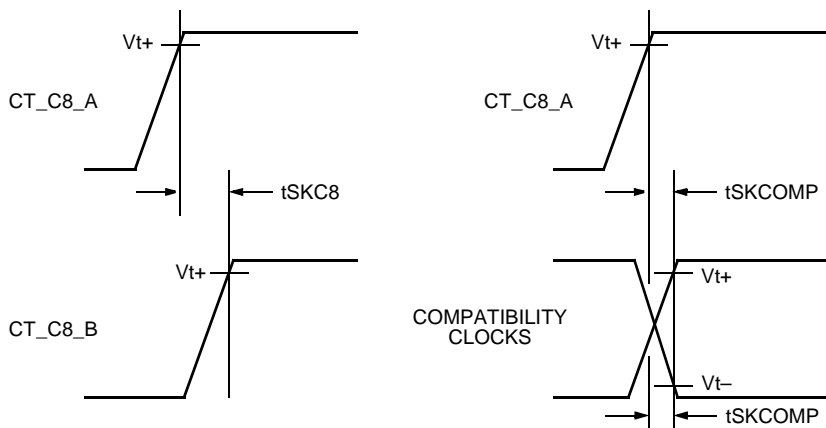 Vt+
CT_C8_A
tSKC8
Vt+
CT_C8_B
Vt+
CT_C8_A
tSKCOMP
Vt+
COMPATIBILITY
CLOCKS
Vt–
tSKCOMP